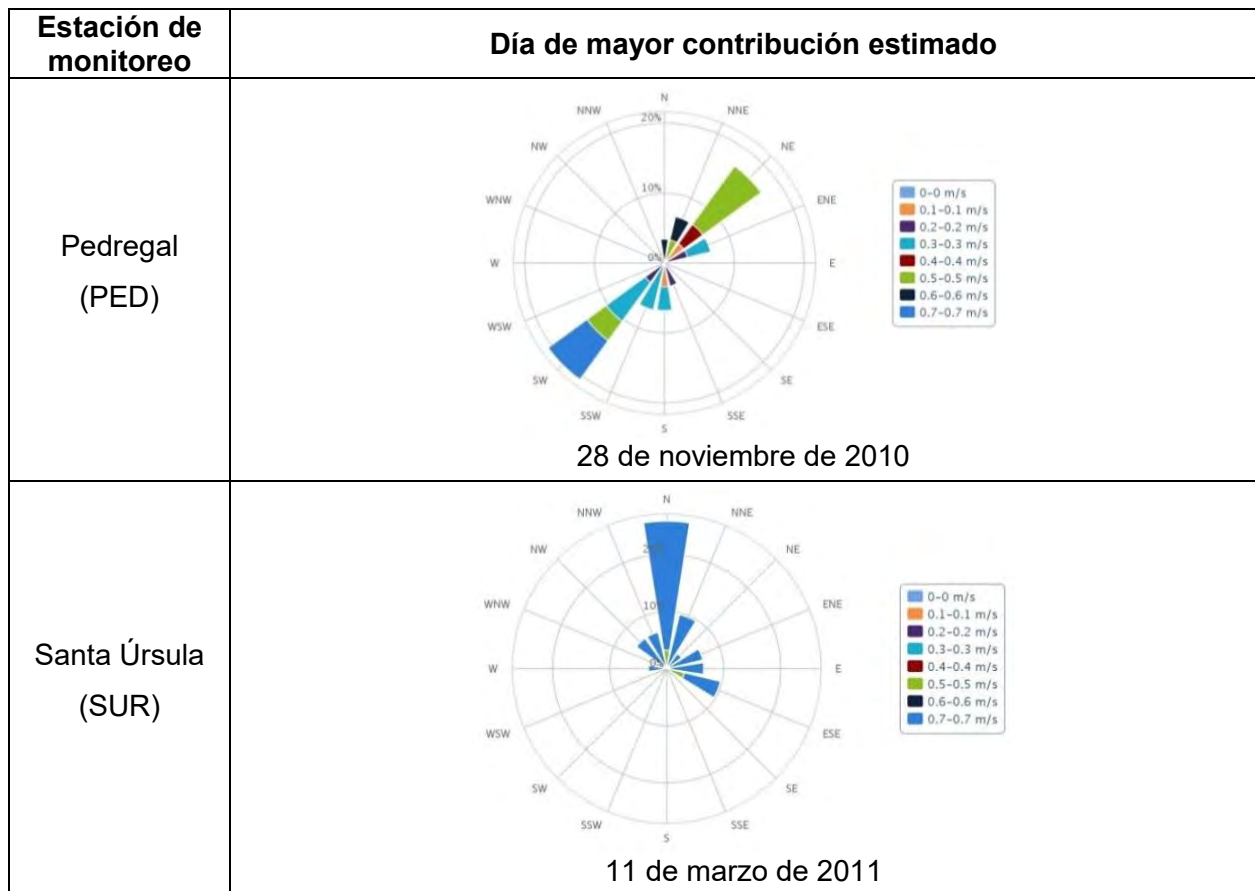 Estación de
monitoreo
Día de mayor contribución estimado
Pedregal
(PED)
N
NNE
NE
ENE
E
ESE
SE
SSE
S
SSW
SW
WSW
W
WNW
NW
NNW
20%
10%
0%
0-0 m/s
0.1-0.1 m/s
0.2-0.2 m/s
0.3-0.3 m/s
0.4-0.4 m/s
0.5-0.5 m/s
0.6-0.6 m/s
0.7-0.7 m/s
28 de noviembre de 2010
Santa Úrsula
(SUR)
N
NNE
NE
ENE
E
ESE
SE
SSE
S
SSW
SW
WSW
W
WNW
NW
NNW
10%
0-0 m/s
0.1-0.1 m/s
0.2-0.2 m/s
0.3-0.3 m/s
0.4-0.4 m/s
0.5-0.5 m/s
0.6-0.6 m/s
0.7-0.7 m/s
11 de marzo de 2011